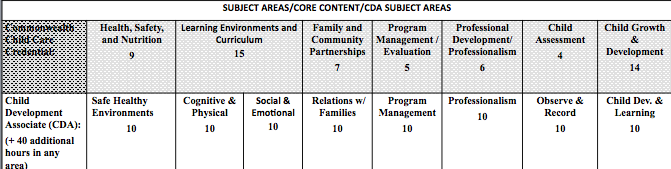 SUBJECT AREAS/CORE CONTENT/CDA SUBJECT AREAS
Commonwealth Child Care Credential:
Health, Safety, and Nutrition 9
Learning Environments and Curriculum 15
Family and Community Partnerships 7
Program Management / Evaluation 5
Professional Development/ Professionalism 6
Child Assessment 4
Child Growth & Development 14
Child Development Associate (CDA): (+ 40 additional hours in any area)
Safe Healthy Environments 10
Cognitive & Physical 10
Social & Emotional 10
Relations w/ Families 10
Program Management 10
Professionalism 10
Observe & Record 10
Child Dev. & Learning 10